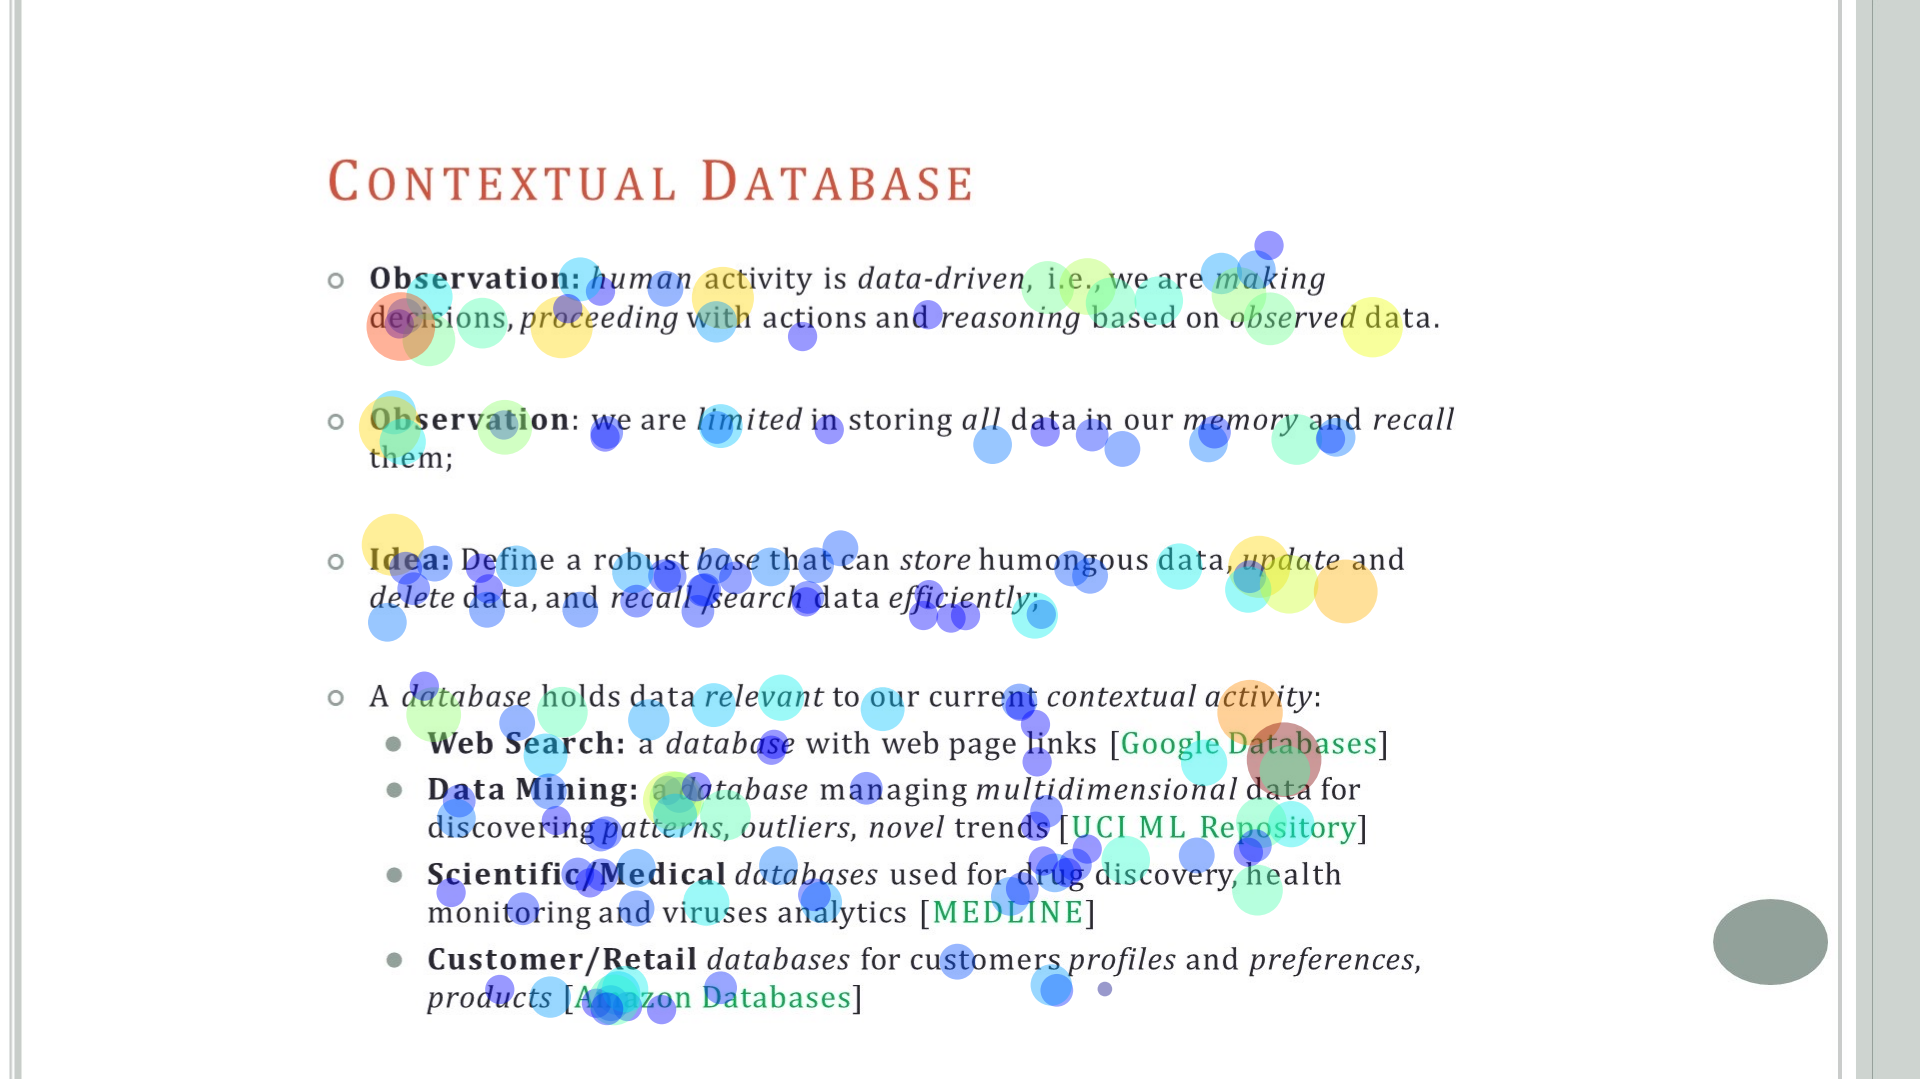 CONTEXTUAL DATABASE
Observation: human activity is data-driven, i.e., we are making
decisions, proceeding with actions and reasoning based on observed data.
Observation: we are limited in storing all data in our memory and recall
them;
Idea: Define a robust base that can store humongous data, update and
delete data, and recall /search data efficiently;
A database holds data relevant to our current contextual activity:
Web Search: a database with web page links [Google Databases]
Data Mining: a database managing multidimensional data for
discovering patterns, outliers, novel trends [UCI ML Repository]
Scientific/Medical databases used for drug discovery, health
monitoring and viruses analytics [MEDLINE]
Customer/Retail databases for customers profiles and preferences,
products [Amazon Databases]